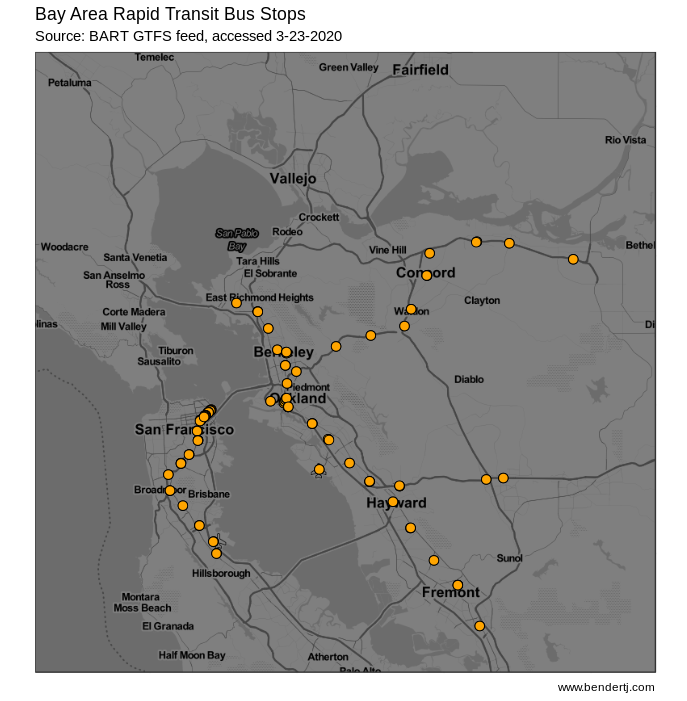 Bay Area Rapid Transit Bus Stops
Source: BART GTFS feed, accessed 3-23-2020
Temelec
Green Valley
Fairfield
Petaluma
Rio Vista
Vallejo
Crockett
Rodeo
San Pablo
Bay
Woodacre
Vine Hill
Bethel
Santa Venetia
Tara Hills
El Sobrante
Concord
San Anselmo
Ross
East Richmond Heights
Clayton
Corte Madera
Mill Valley
linas
Di
Tiburon
Sausalito
Diablo
Piedmont
San Francisco
Brisbane
Hayward
Sunol
Hillsborough
Fremont
Montara
Moss Beach
El Granada
Half Moon Bay
Atherton
Palo Alto
www.bendertj.com